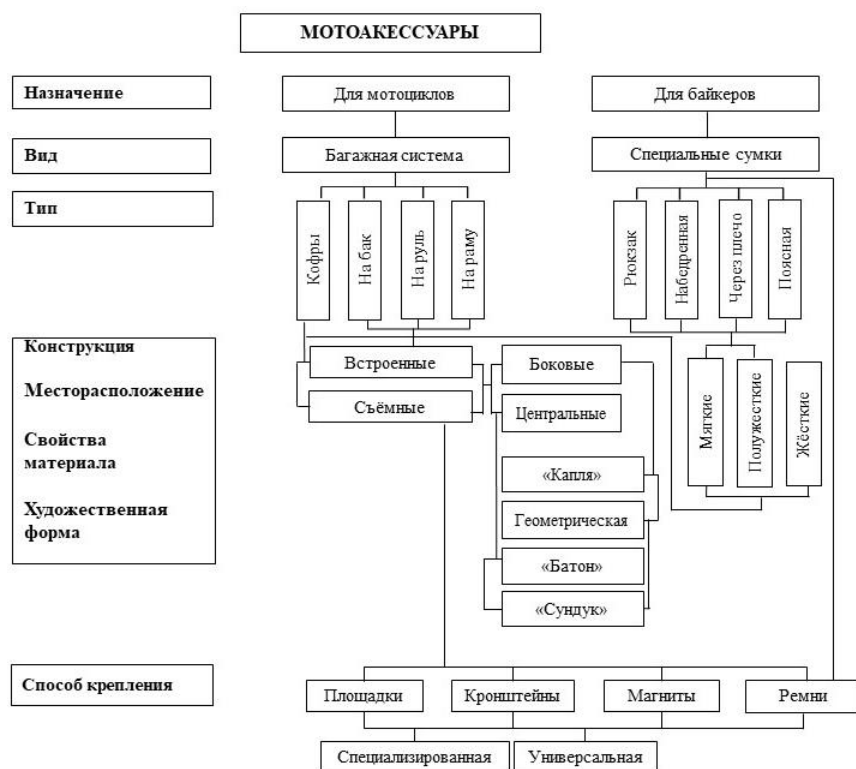 МОТОАКЕССУАРЫ
Назначение
Для мотоциклов
Для байкеров
Вид
Багажная система
Специальные сумки
Тип
Кофры
На бак
На руль
На раму
Рюкзак
Набедренная
Через плечо
Поясная
Конструкция
Месторасположение
Свойства
материала
Художественная
форма
Встроенные
Съёмные
Боковые
Центральные
«Капля»
Геометрическая
«Батон»
«Сундук»
Мягкие
Полужесткие
Жёсткие
Способ крепления
Площадки
Кронштейны
Магниты
Ремни
Специализированная
Универсальная